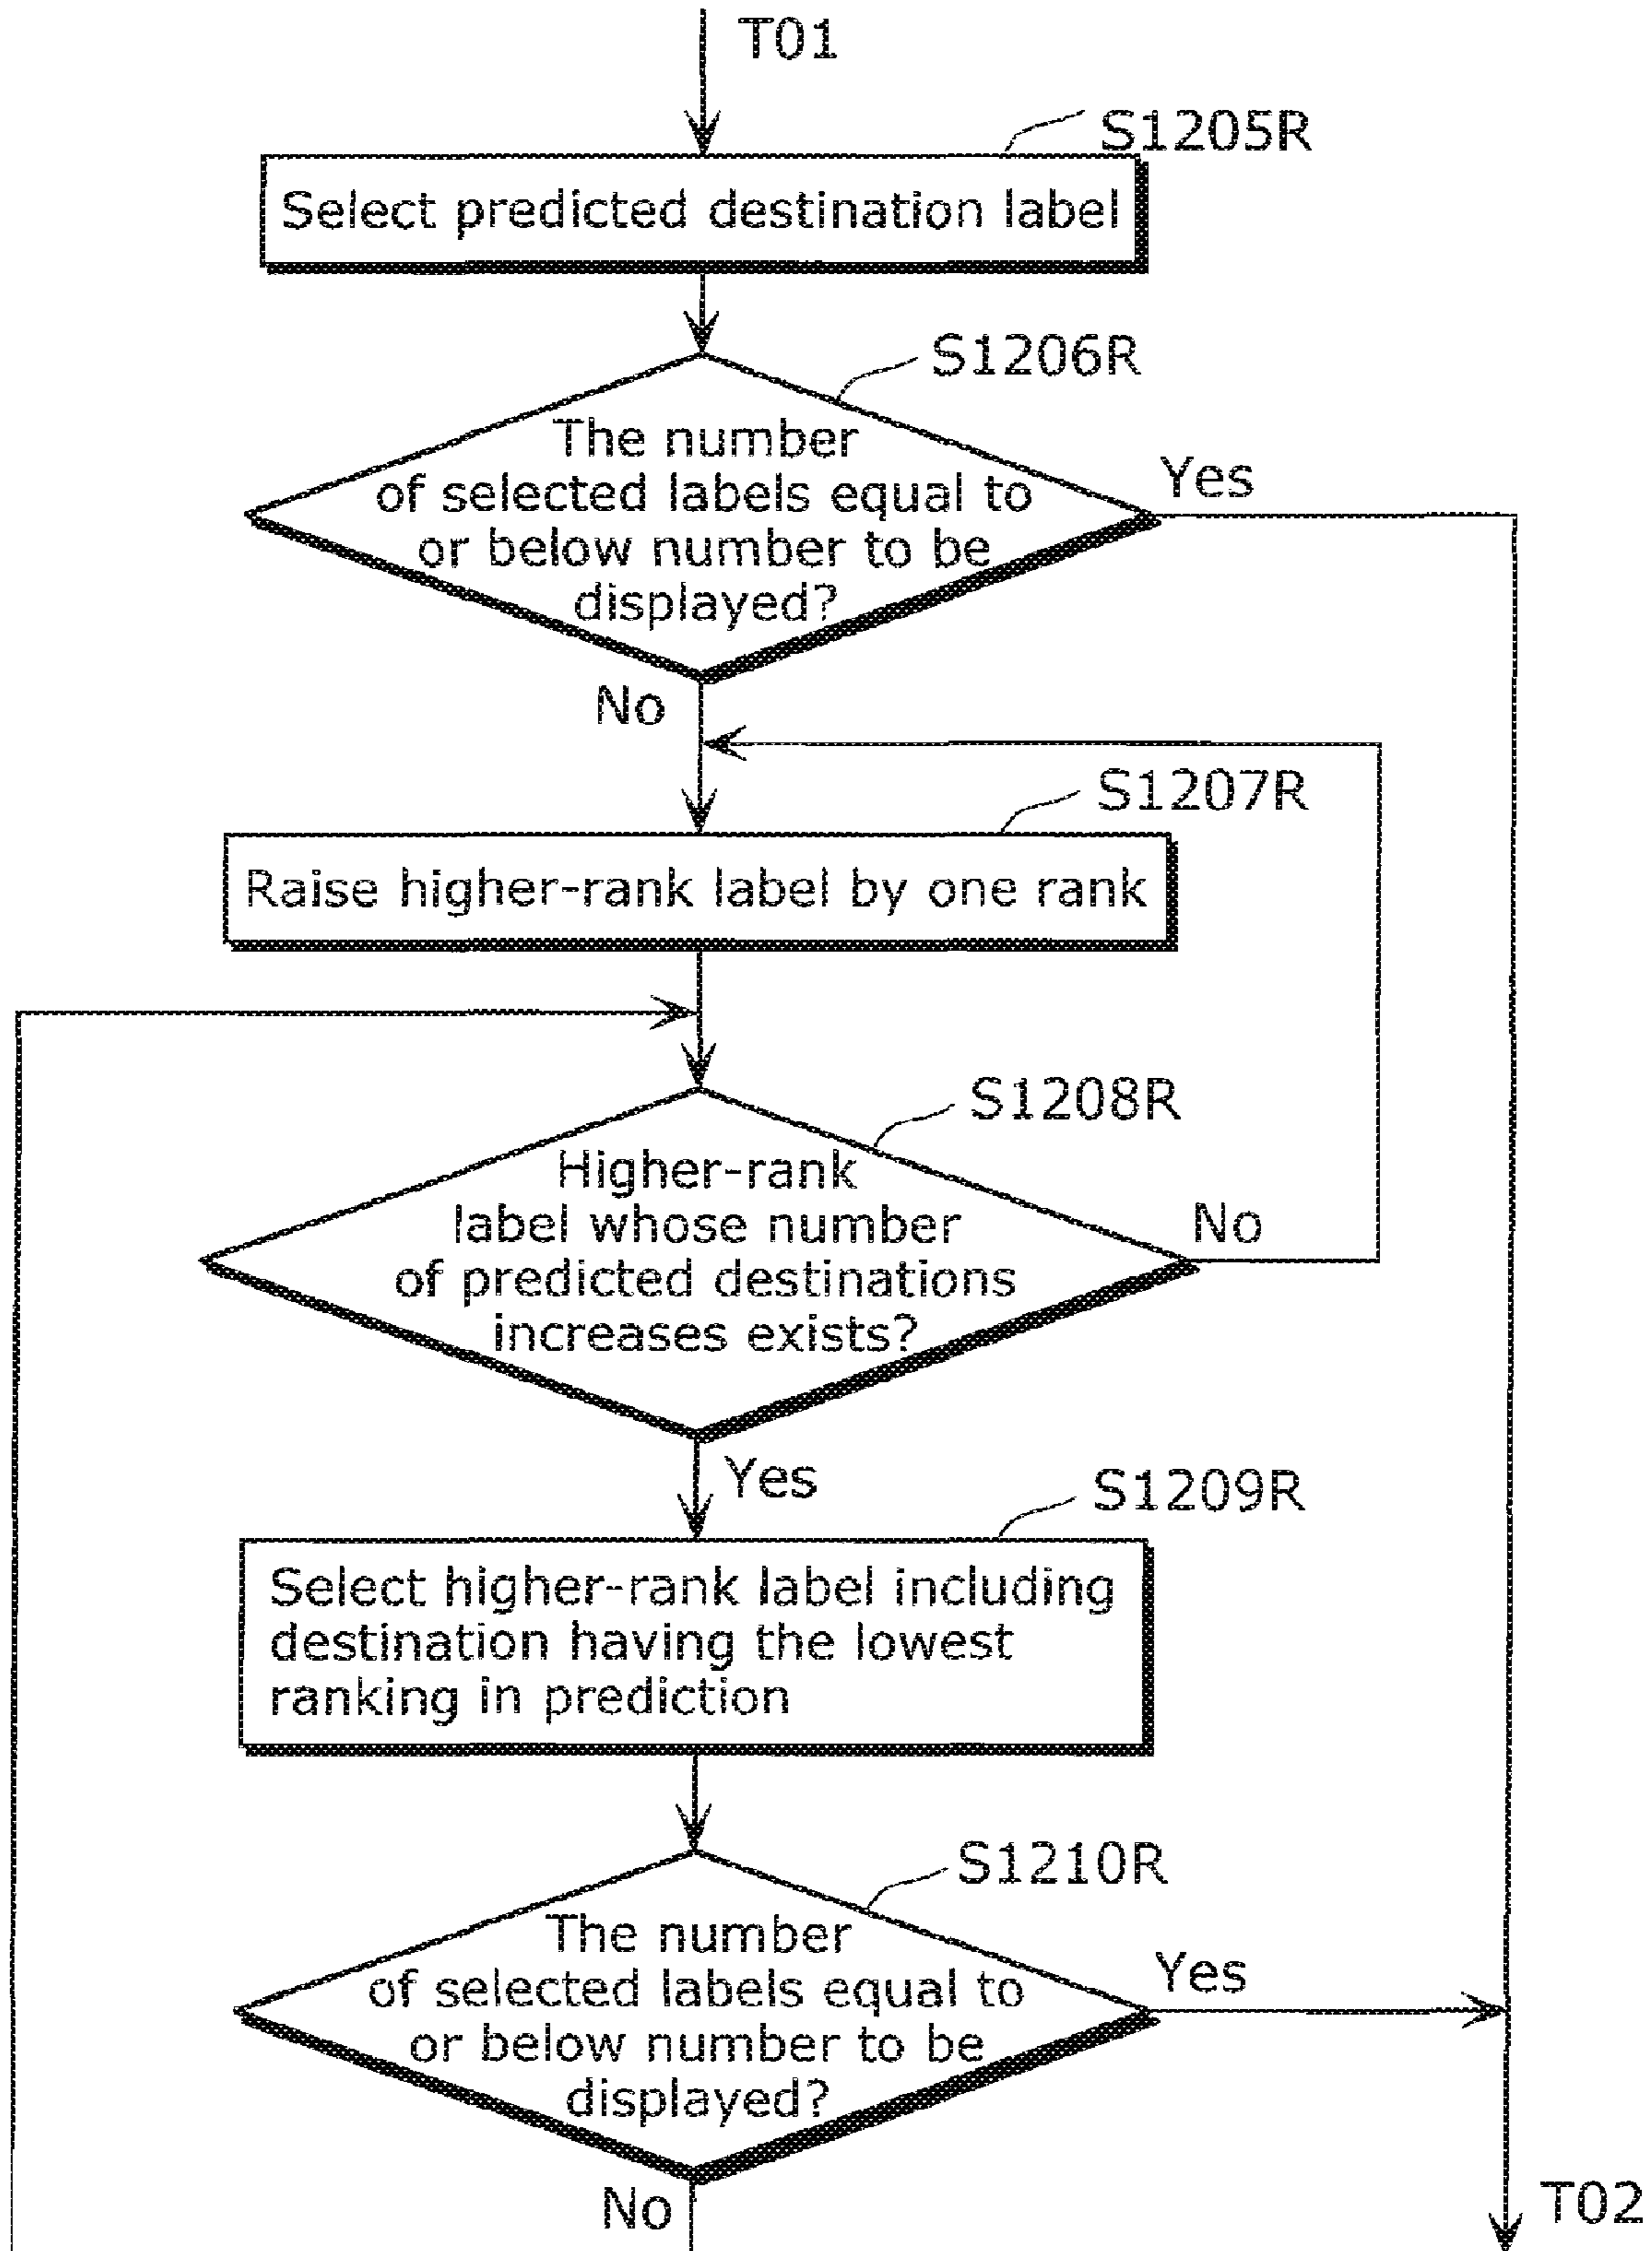 T01
S1205R
Select predicted destination label
S1206R
The number
of selected labels equal to
or below number to be
displayed?
Yes
No
S1207R
Raise higher-rank label by one rank
S1208R
Higher-rank
label whose number
of predicted destinations
increases exists?
No
Yes
S1209R
Select higher-rank label including
destination having the lowest
ranking in prediction
S1210R
The number
of selected labels equal to
or below number to be
displayed?
Yes
No
T02